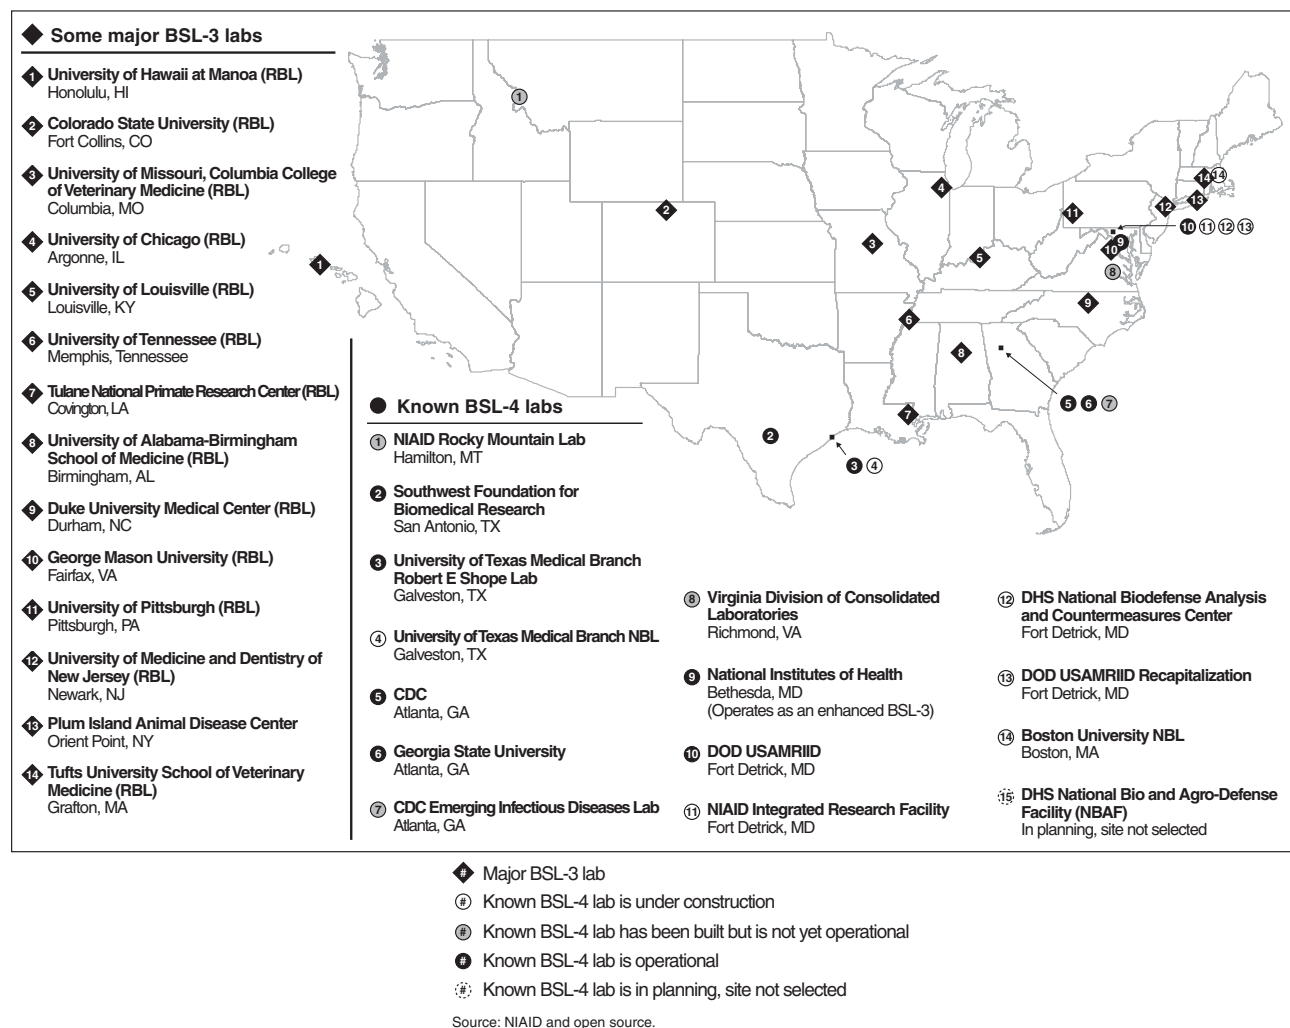 Some major BSL-3 labs
1 University of Hawaii at Manoa (RBL)
Honolulu, HI
2 Colorado State University (RBL)
Fort Collins, CO
3 University of Missouri, Columbia College
of Veterinary Medicine (RBL)
Columbia, MO
4 University of Chicago (RBL)
Argonne, IL
5 University of Louisville (RBL)
Louisville, KY
6 University of Tennessee (RBL)
Memphis, Tennessee
7 Tulane National Primate Research Center (RBL)
Covington, LA
8 University of Alabama-Birmingham
School of Medicine (RBL)
Birmingham, AL
9 Duke University Medical Center (RBL)
Durham, NC
10 George Mason University (RBL)
Fairfax, VA
11 University of Pittsburgh (RBL)
Pittsburgh, PA
12 University of Medicine and Dentistry of
New Jersey (RBL)
Newark, NJ
13 Plum Island Animal Disease Center
Orient Point, NY
14 Tufts University School of Veterinary
Medicine (RBL)
Grafton, MA
1
14 14
4
2
11
12
13
10 11 12 13
3
9
10
5
1
8
9
6
8
5 6 7
7
2
3 4
Known BSL-4 labs
1 NIAID Rocky Mountain Lab
Hamilton, MT
2 Southwest Foundation for
Biomedical Research
San Antonio, TX
3 University of Texas Medical Branch
Robert E Shope Lab
Galveston, TX
4 University of Texas Medical Branch NBL
Galveston, TX
5 CDC
Atlanta, GA
6 Georgia State University
Atlanta, GA
7 CDC Emerging Infectious Diseases Lab
Atlanta, GA
8 Virginia Division of Consolidated
Laboratories
Richmond, VA
9 National Institutes of Health
Bethesda, MD
(Operates as an enhanced BSL-3)
10 DOD USAMRIID
Fort Detrick, MD
11 NIAID Integrated Research Facility
Fort Detrick, MD
12 DHS National Biodefense Analysis
and Countermeasures Center
Fort Detrick, MD
13 DOD USAMRIID Recapitalization
Fort Detrick, MD
14 Boston University NBL
Boston, MA
15 DHS National Bio and Agro-Defense
Facility (NBAF)
In planning, site not selected
# Major BSL-3 lab
# Known BSL-4 lab is under construction
# Known BSL-4 lab has been built but is not yet operational
# Known BSL-4 lab is operational
# Known BSL-4 lab is in planning, site not selected
Source: NIAID and open source.